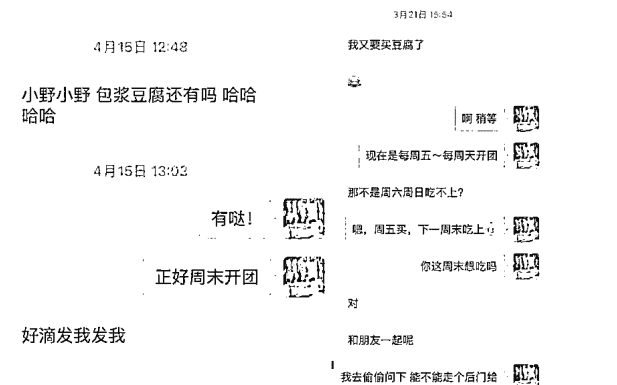 4月15日 12:48
小野小野 包浆豆腐还有吗 哈哈
哈哈
4月15日 13:02
有哒！
正好周末开团
好滴发我发我
3月21日 15:54
我又要买豆腐了
啊 稍等
现在是每周五～每周天开团
那不是周六周日吃不上？
嗯，周五买，下一周末吃上
你这周末想吃吗
对
和朋友一起呢
我去偷偷问下 能不能走个后门给